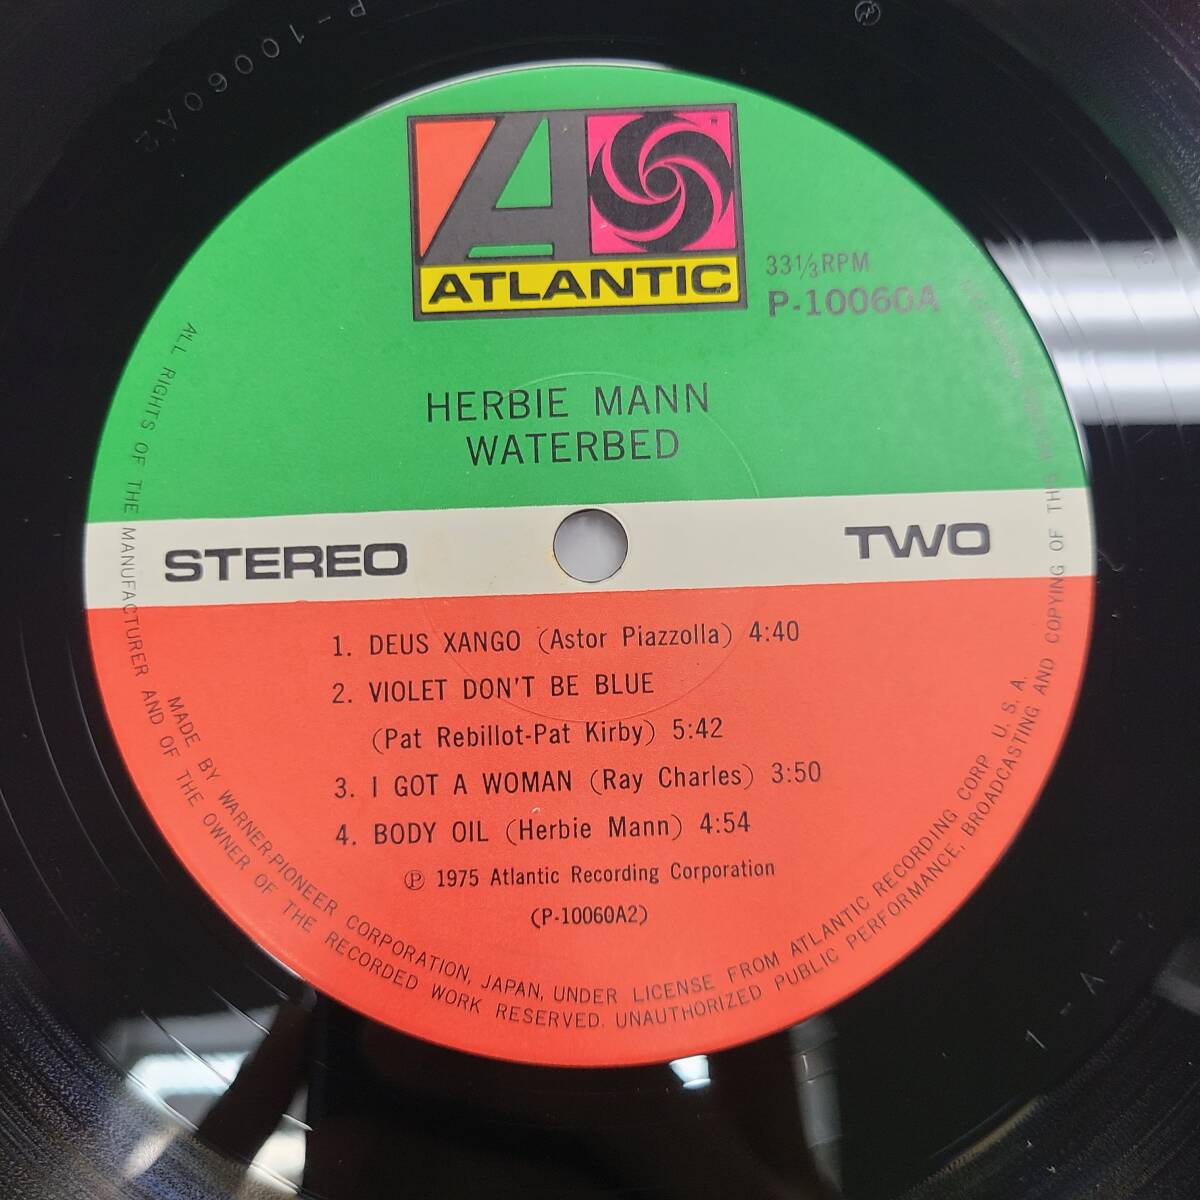 P-10060A2
ATLANTIC
33⅓RPM
P-10060A
HERBIE MANN
WATERBED
STEREO
TWO
1. DEUS XANGO (Astor Piazzolla) 4:40
2. VIOLET DON'T BE BLUE
(Pat Rebillot-Pat Kirby) 5:42
3. I GOT A WOMAN (Ray Charles) 3:50
4. BODY OIL (Herbie Mann) 4:54
℗ 1975 Atlantic Recording Corporation
(P-10060A2)
MADE BY WARNER-PIONEER CORPORATION, JAPAN, UNDER LICENSE FROM ATLANTIC RECORDING CORP. U. S. A.
ALL RIGHTS OF THE MANUFACTURER AND OF THE OWNER OF THE RECORDED WORK RESERVED. UNAUTHORIZED PUBLIC PERFORMANCE, BROADCASTING AND COPYING OF
1-A-